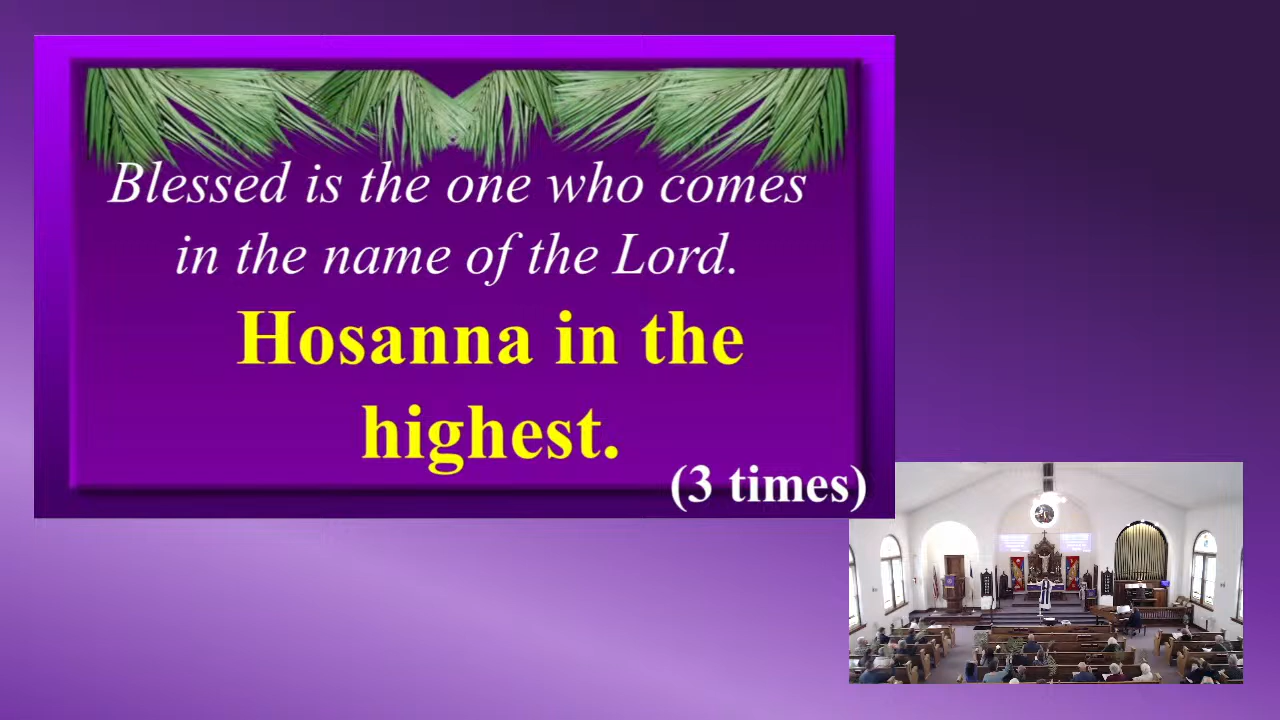 Blessed is the one who comes
in the name of the Lord.
Hosanna in the
highest.
(3 times)